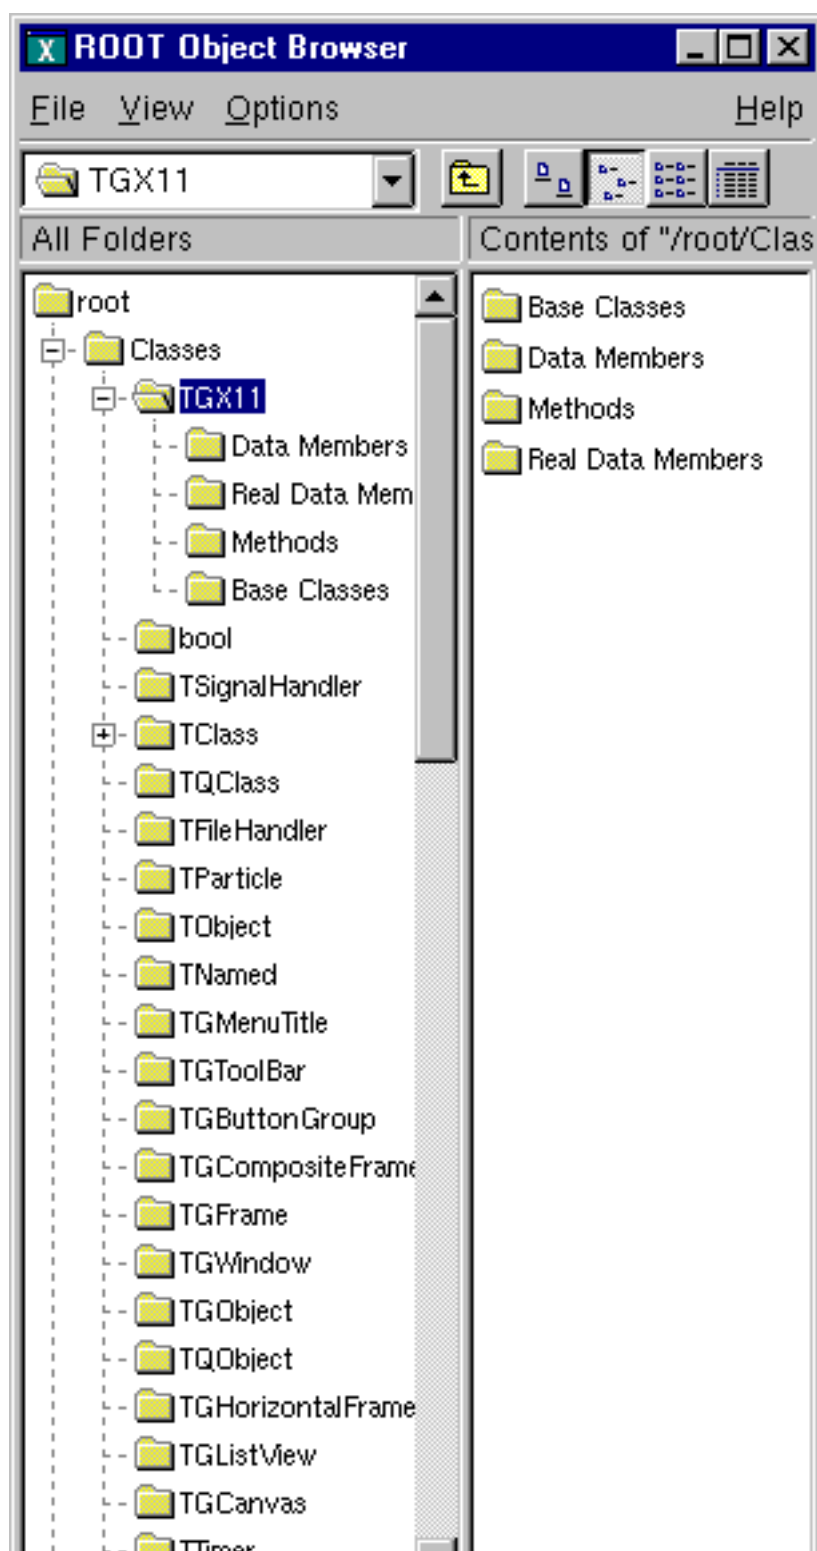 ROOT Object Browser
File View Options Help
TGX11
All Folders
Contents of "/root/Clas
root
Classes
TGX11
Data Members
Real Data Mem
Methods
Base Classes
bool
TSignalHandler
TClass
TQClass
TFileHandler
TParticle
TObject
TNamed
TGMenuTitle
TGToolBar
TGButtonGroup
TGCompositeFrame
TGFrame
TGWindow
TGObject
TQObject
TGHorizontalFrame
TGListView
TGCanvas
TTimer
Base Classes
Data Members
Methods
Real Data Members